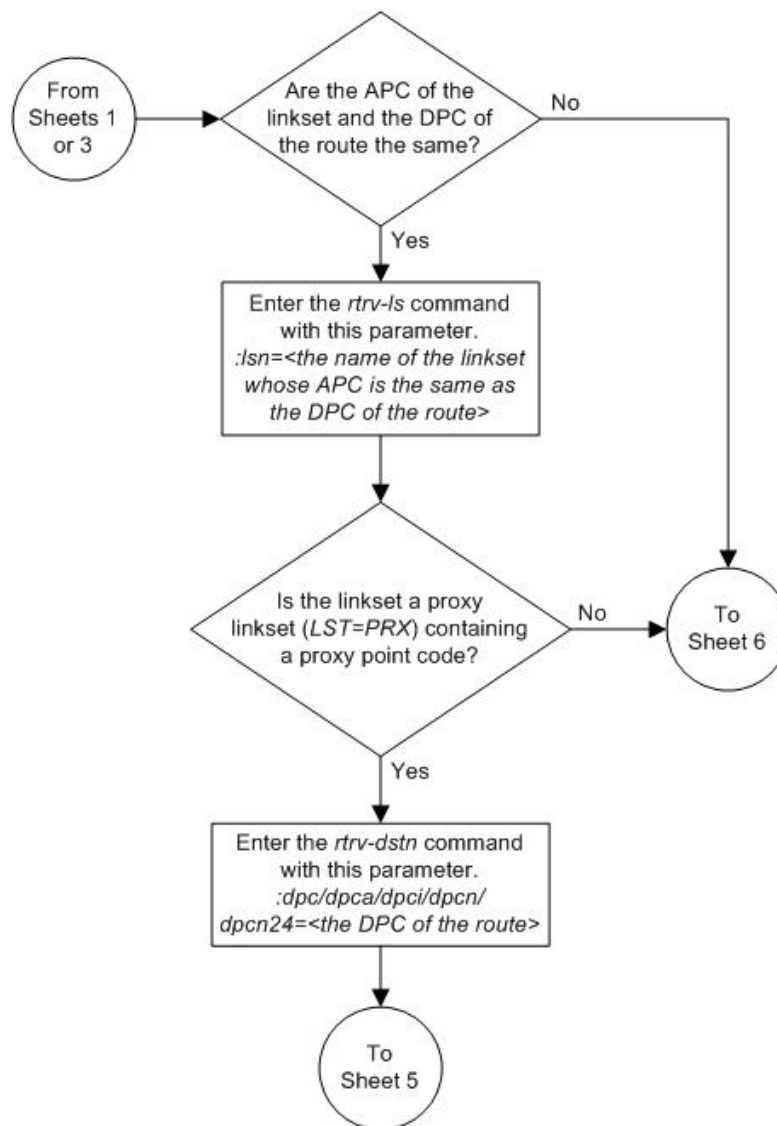 From
Sheets 1
or 3
Are the APC of the
linkset and the DPC of
the route the same?
No
Yes
Enter the rtrv-ls command
with this parameter.
:lsn=<the name of the linkset
whose APC is the same as
the DPC of the route>
Is the linkset a proxy
linkset (LST=PRX) containing
a proxy point code?
No
To
Sheet 6
Yes
Enter the rtrv-dstn command
with this parameter.
:dpc/dpca/dpci/dpcn/
dpcn24=<the DPC of the route>
To
Sheet 5